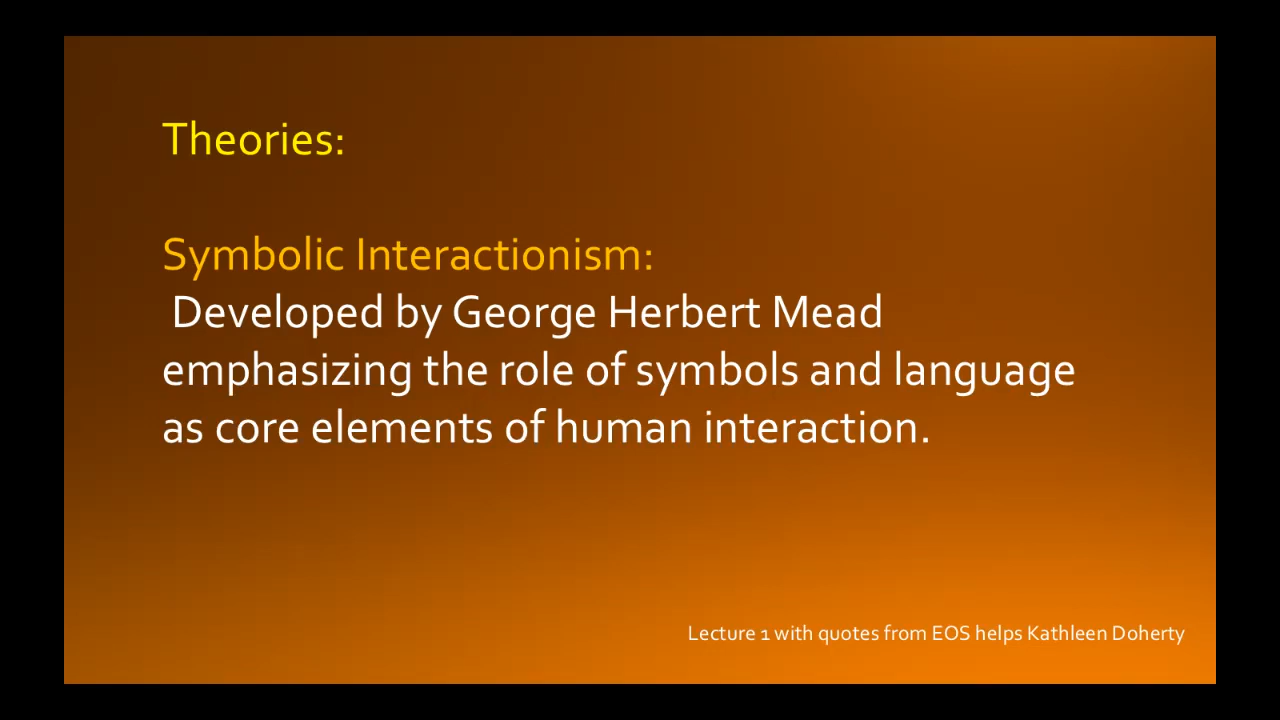 Theories:
Symbolic Interactionism:
Developed by George Herbert Mead
emphasizing the role of symbols and language
as core elements of human interaction.
Lecture 1 with quotes from EOS helps Kathleen Doherty